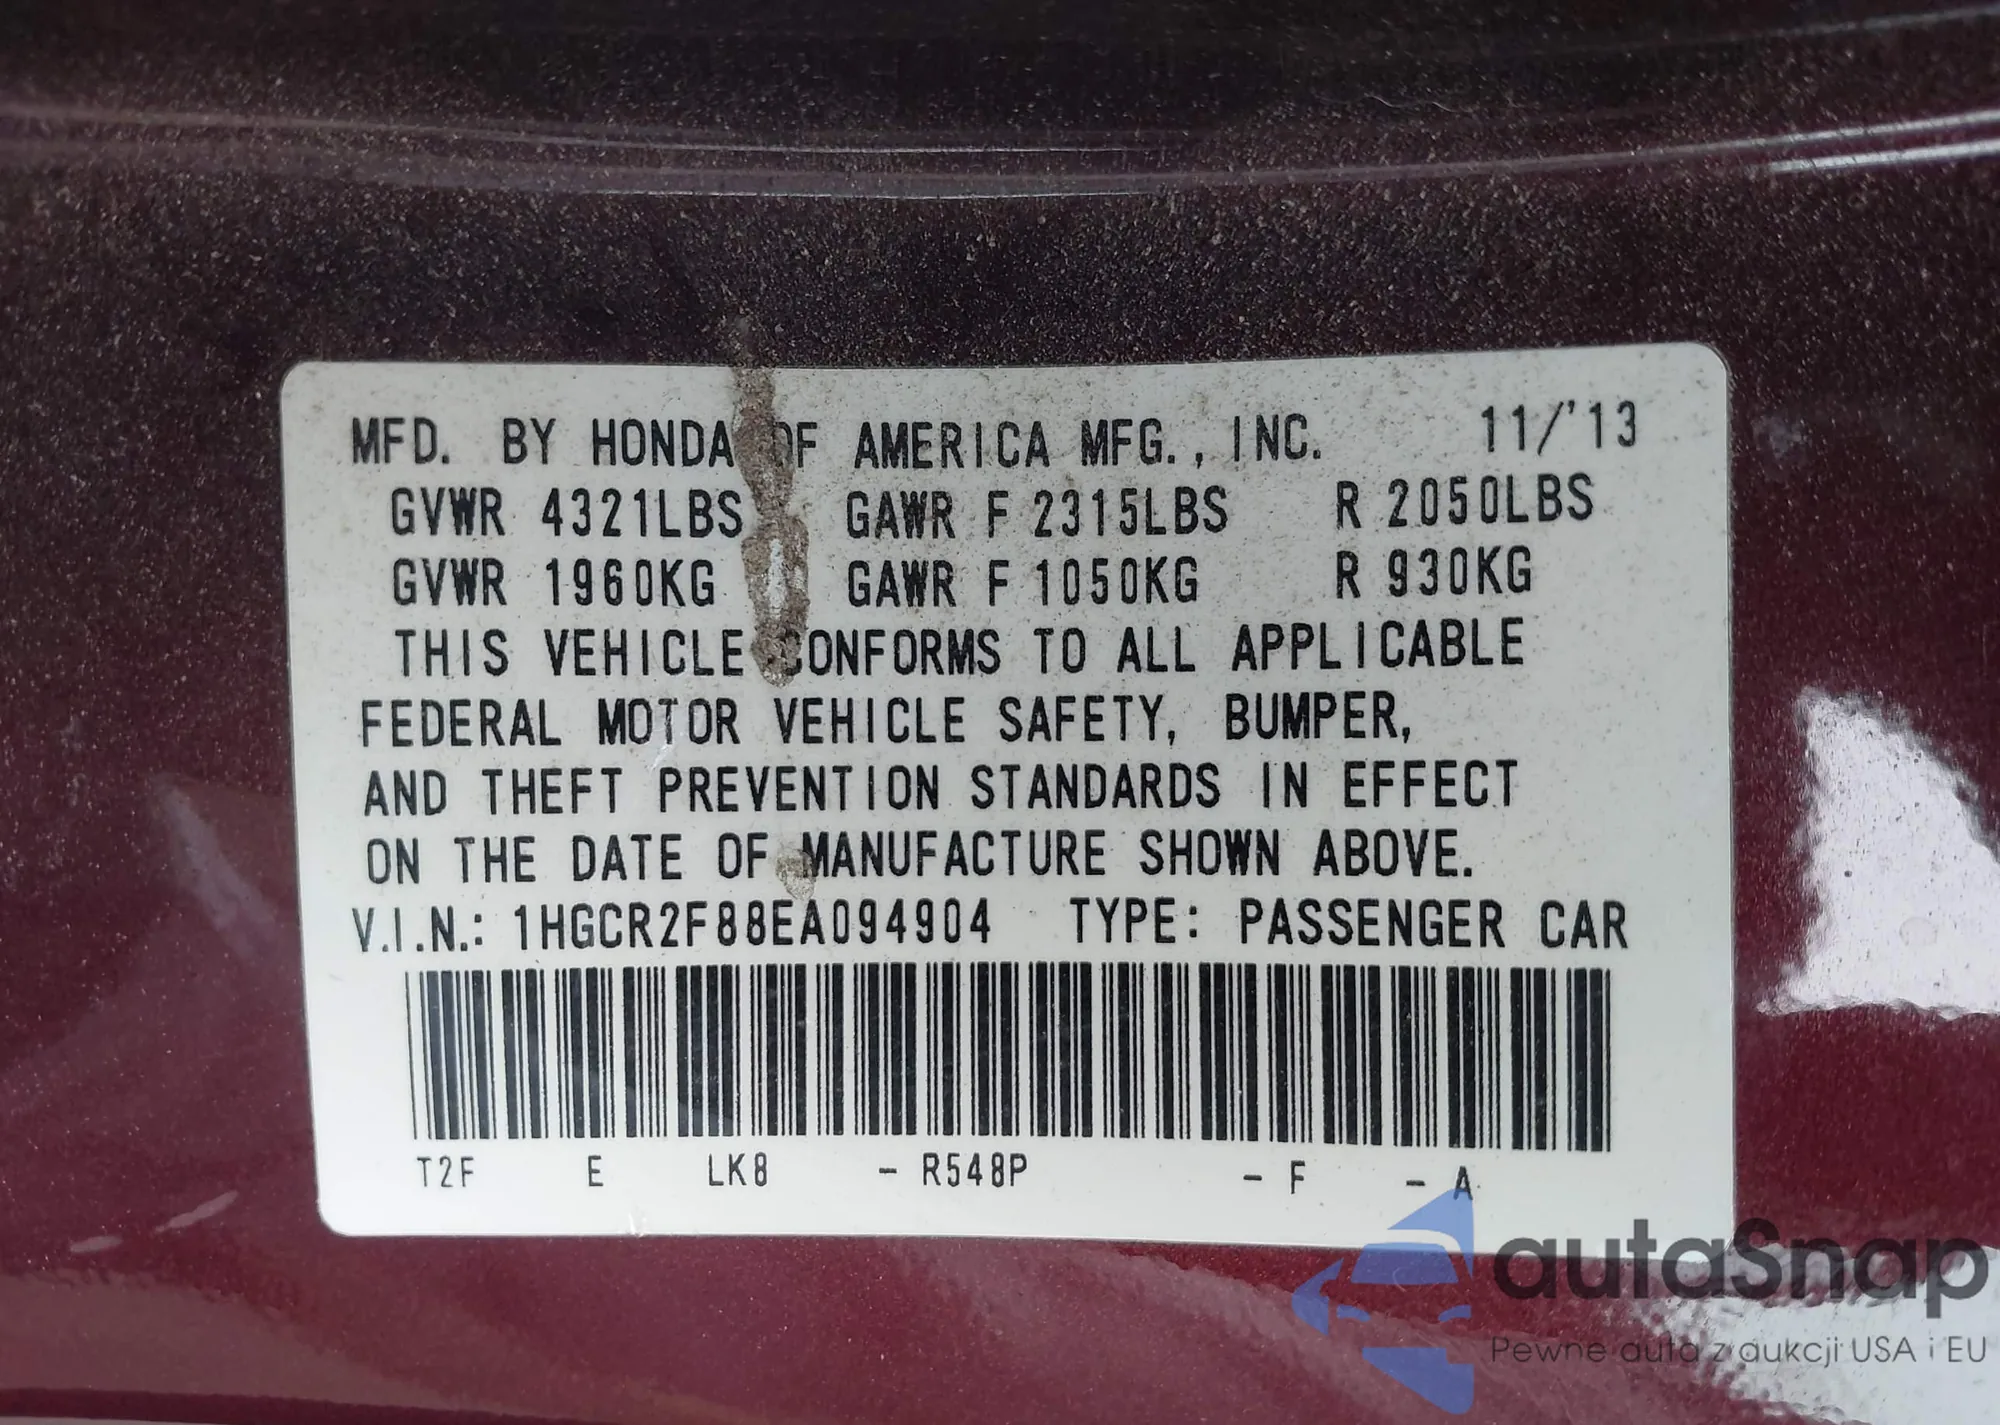 MFD. BY HONDA OF AMERICA MFG., INC. 11/'13
GVWR 4321LBS GAWR F 2315LBS R 2050LBS
GVWR 1960KG GAWR F 1050KG R 930KG
THIS VEHICLE CONFORMS TO ALL APPLICABLE
FEDERAL MOTOR VEHICLE SAFETY, BUMPER,
AND THEFT PREVENTION STANDARDS IN EFFECT
ON THE DATE OF MANUFACTURE SHOWN ABOVE.
V.I.N.: 1HGCR2F88EA094904 TYPE: PASSENGER CAR
T2F E LK8 - R548P - F - A
autaSnap
Pewne auta z aukcji USA i EU